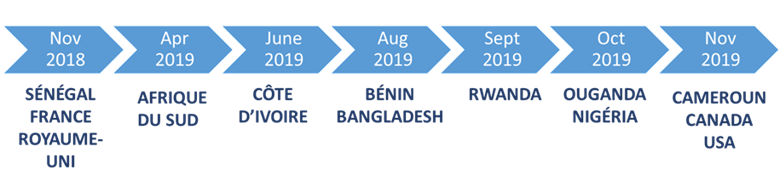 Nov
2018
Apr
2019
June
2019
Aug
2019
Sept
2019
Oct
2019
Nov
2019
SÉNÉGAL
FRANCE
ROYAUME-
UNI
AFRIQUE
DU SUD
CÔTE
D'IVOIRE
BÉNIN
BANGLADESH
RWANDA
OUGANDA
NIGÉRIA
CAMEROUN
CANADA
USA